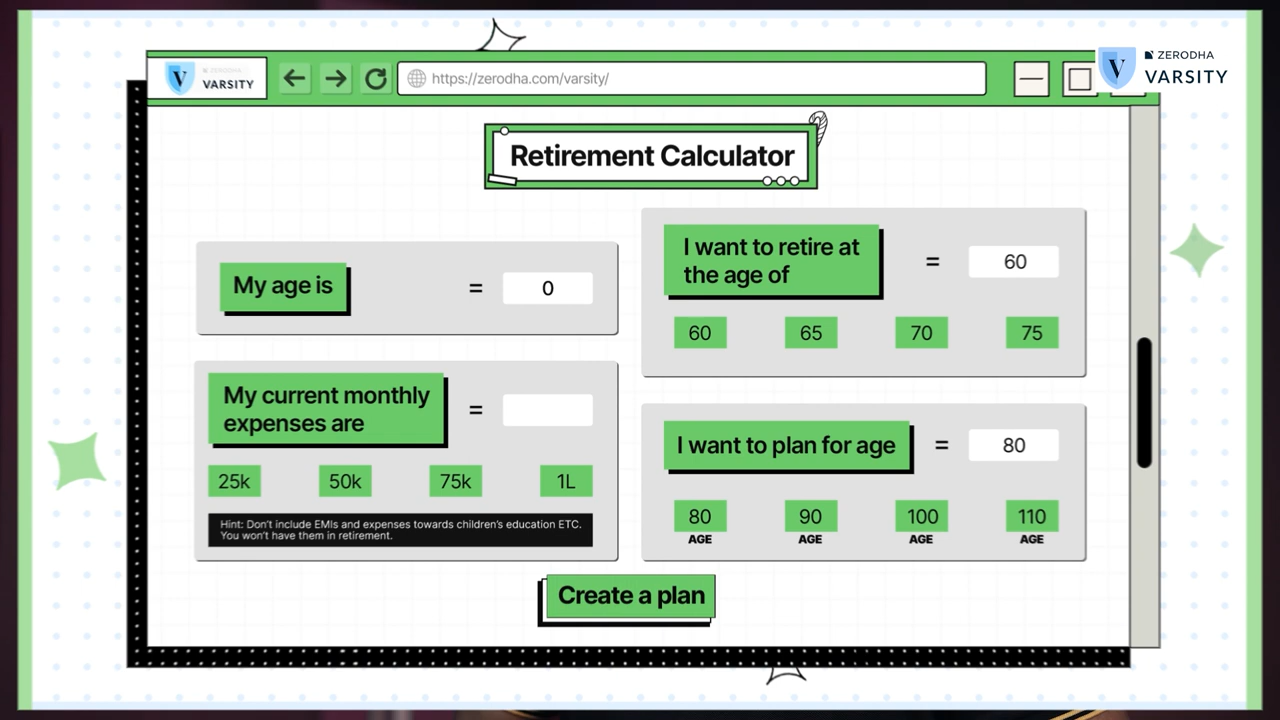 ZERODHA
VARSITY
https://zerodha.com/varsity/
ZERODHA
VARSITY
Retirement Calculator
My age is
=
0
My current monthly
expenses are
=
25k
50k
75k
1L
Hint: Don't include EMIs and expenses towards children's education ETC.
You won't have them in retirement.
I want to retire at
the age of
=
60
60
65
70
75
I want to plan for age
=
80
80
90
100
110
AGE
AGE
AGE
AGE
Create a plan